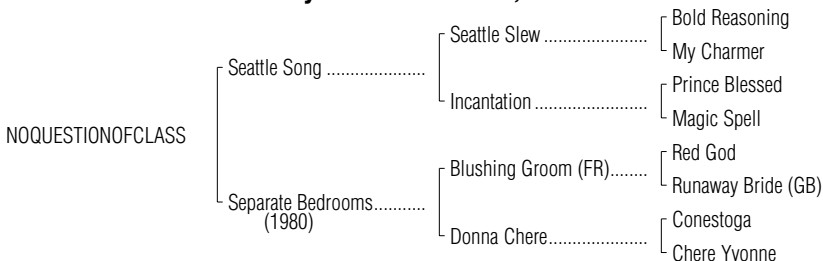 Bold Reasoning
Seattle Slew .....................
My Charmer
Seattle Song .....................
Prince Blessed
Incantation .......................
Magic Spell
NOQUESTIONOFCLASS
Red God
Blushing Groom (FR)........
Runaway Bride (GB)
Separate Bedrooms...........
(1980)
Conestoga
Donna Chere....................
Chere Yvonne